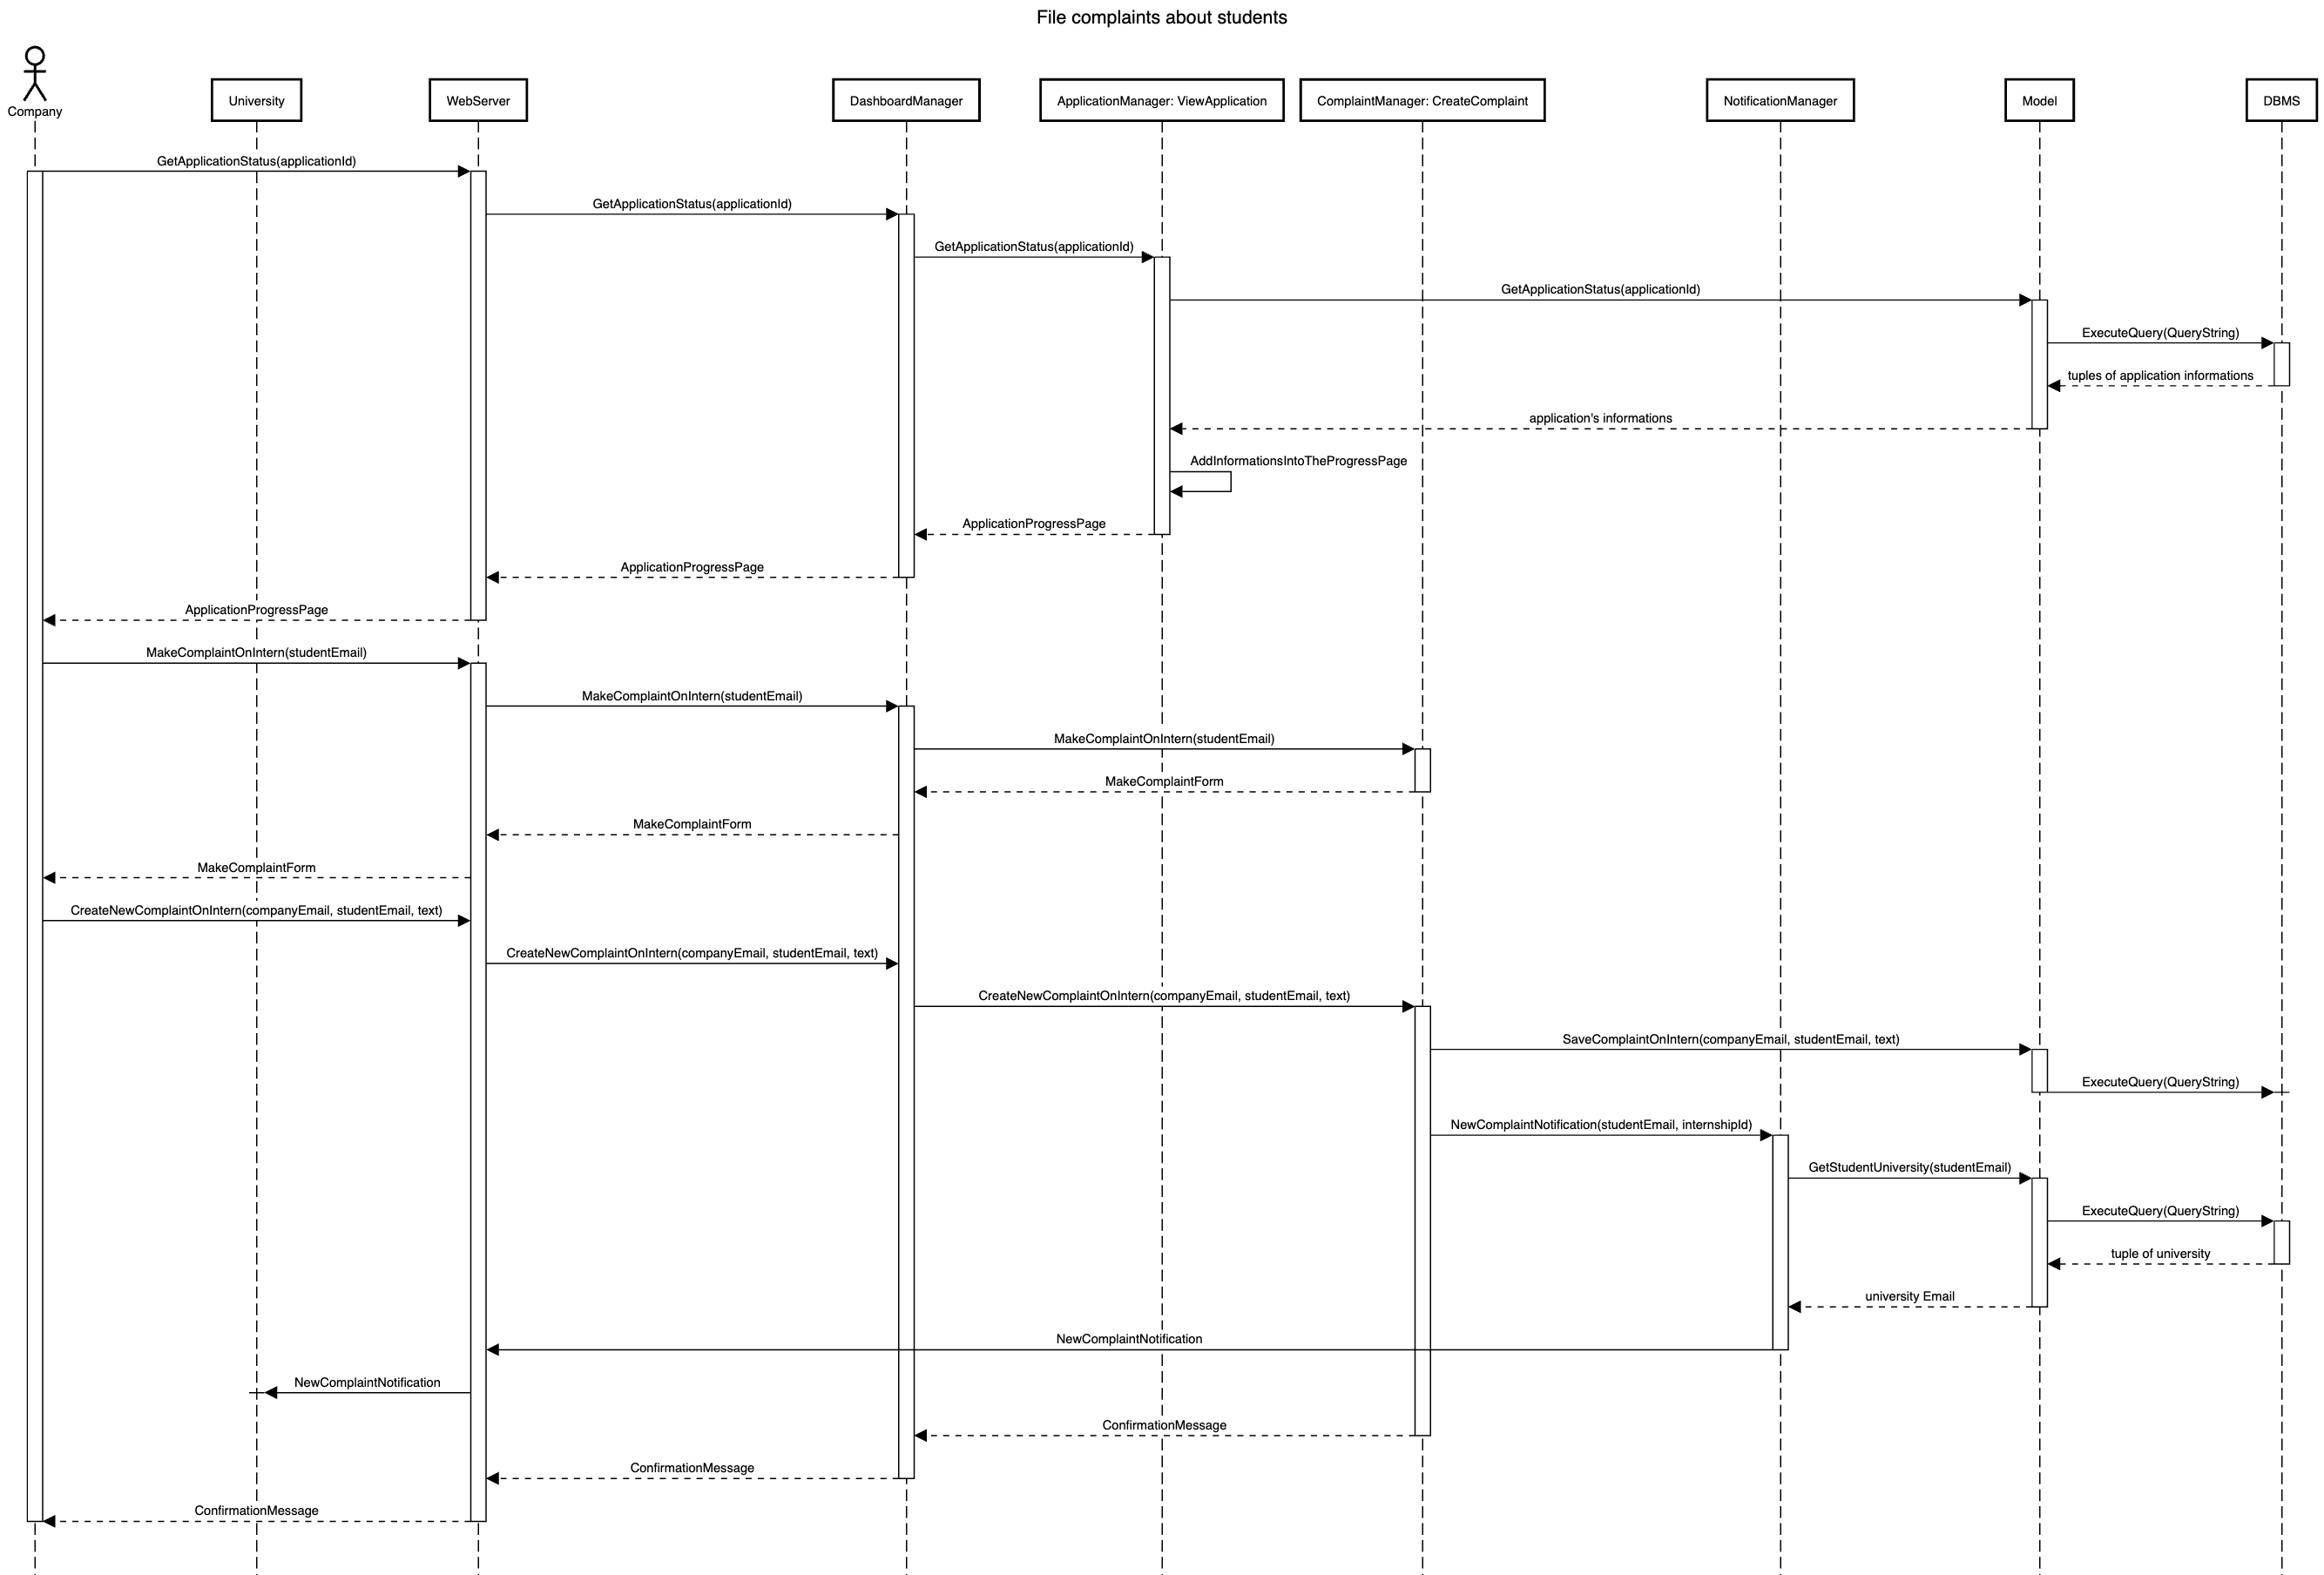 File complaints about students
Company
University
WebServer
DashboardManager
ApplicationManager: ViewApplication
ComplaintManager: CreateComplaint
NotificationManager
Model
DBMS
GetApplicationStatus(applicationId)
GetApplicationStatus(applicationId)
GetApplicationStatus(applicationId)
GetApplicationStatus(applicationId)
ExecuteQuery(QueryString)
tuples of application informations
application's informations
AddInformationsIntoTheProgressPage
ApplicationProgressPage
ApplicationProgressPage
ApplicationProgressPage
MakeComplaintOnIntern(studentEmail)
MakeComplaintOnIntern(studentEmail)
MakeComplaintOnIntern(studentEmail)
MakeComplaintForm
MakeComplaintForm
MakeComplaintForm
CreateNewComplaintOnIntern(companyEmail, studentEmail, text)
CreateNewComplaintOnIntern(companyEmail, studentEmail, text)
CreateNewComplaintOnIntern(companyEmail, studentEmail, text)
SaveComplaintOnIntern(companyEmail, studentEmail, text)
ExecuteQuery(QueryString)
NewComplaintNotification(studentEmail, internshipId)
GetStudentUniversity(studentEmail)
ExecuteQuery(QueryString)
tuple of university
university Email
NewComplaintNotification
NewComplaintNotification
ConfirmationMessage
ConfirmationMessage
ConfirmationMessage